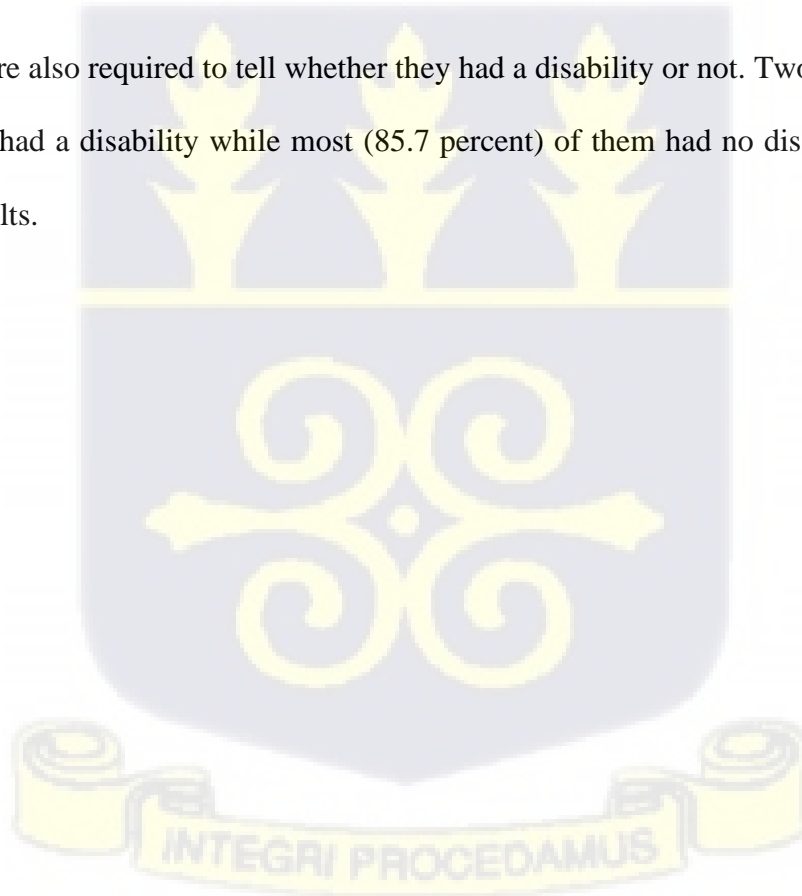 re also required to tell whether they had a disability or not. Two
had a disability while most (85.7 percent) of them had no dis
lts.
INTEGRI PROCEDAMUS